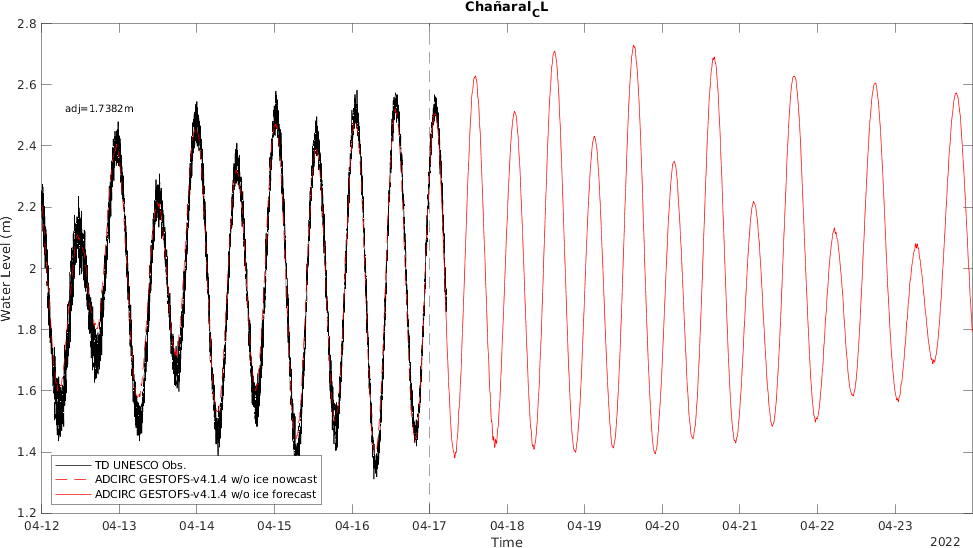 Chañaral_CL
2.8
2.6
adj=1.7382m
2.4
2.2
2
1.8
1.6
1.4
1.2
Water Level (m)
TD UNESCO Obs.
ADCIRC GESTOFS-v4.1.4 w/o ice nowcast
ADCIRC GESTOFS-v4.1.4 w/o ice forecast
04-12 04-13 04-14 04-15 04-16 04-17 04-18 04-19 04-20 04-21 04-22 04-23
Time
2022